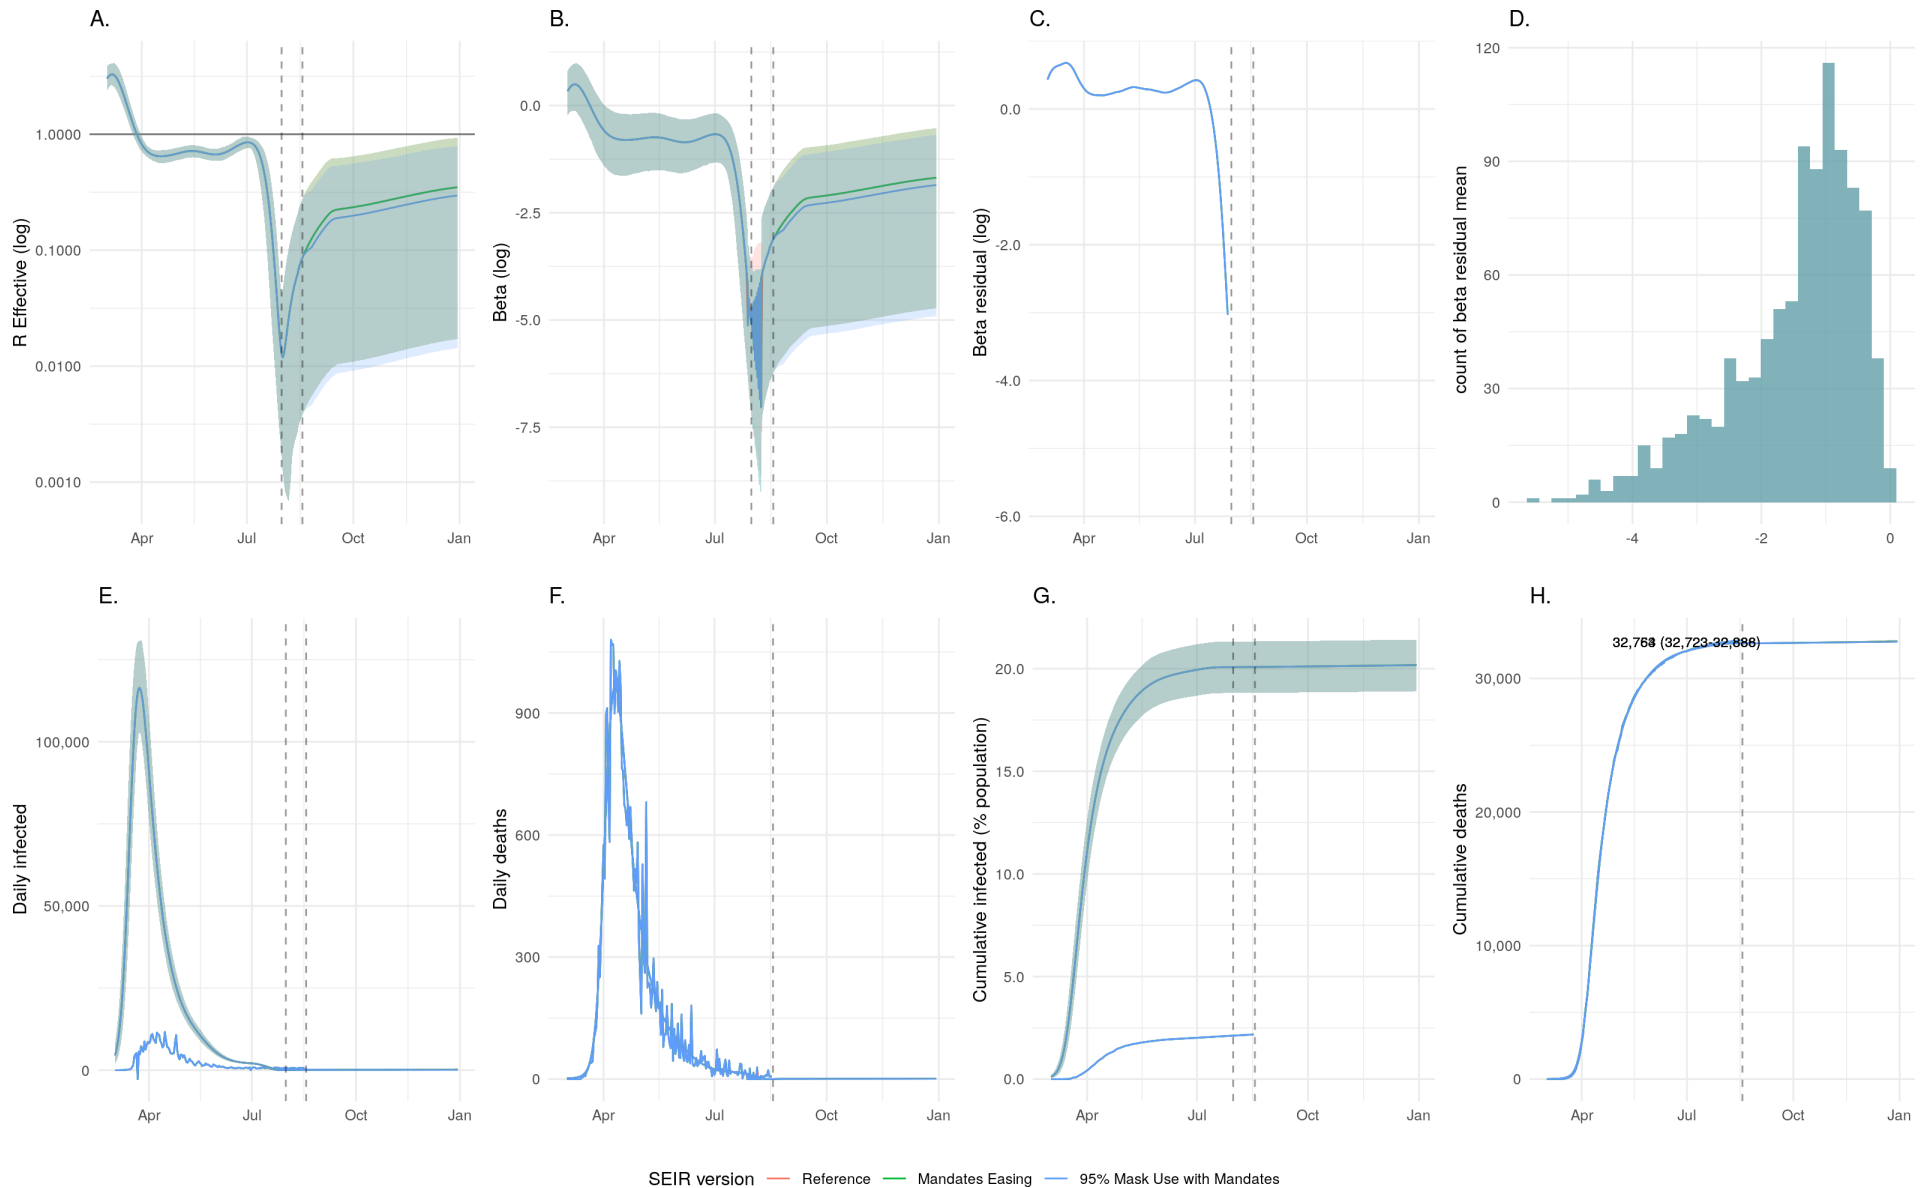 A.
R Effective (log)
1.0000
0.1000
0.0100
0.0010
Apr Jul Oct Jan
B.
Beta (log)
0.0
-2.5
-5.0
-7.5
Apr Jul Oct Jan
C.
Beta residual (log)
0.0
-2.0
-4.0
-6.0
Apr Jul Oct Jan
D.
count of beta residual mean
120
90
60
30
0
-4 -2 0
E.
Daily infected
100,000
50,000
0
Apr Jul Oct Jan
F.
Daily deaths
900
600
300
0
Apr Jul Oct Jan
G.
Cumulative infected (% population)
20.0
15.0
10.0
5.0
0.0
Apr Jul Oct Jan
H.
Cumulative deaths
30,000
20,000
10,000
0
Apr Jul Oct Jan
SEIR version Reference Mandates Easing 95% Mask Use with Mandates